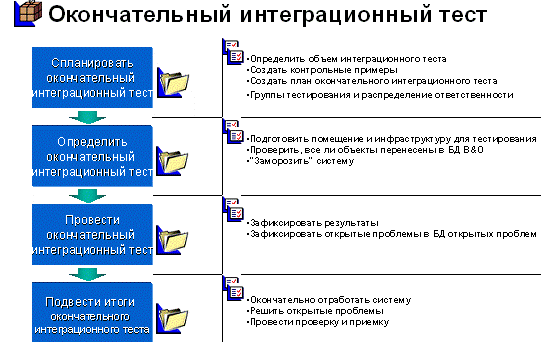 Окончательный интеграционный тест
Спланировать
окончательный
интеграционный тест
•Определить объем интеграционного теста
•Создать контрольные примеры
•Создать план окончательного интеграционного теста
•Группы тестирования и распределение ответственности
Определить
окончательный
интеграционный тест
•Подготовить помещение и инфраструктуру для тестирования
•Проверить, все ли объекты перенесены в БД B&O
•"Заморозить" систему
Провести
окончательный
интеграционный тест
•Зафиксировать результаты
•Зафиксировать открытые проблемы в БД открытых проблем
Подвести итоги
окончательного
интеграционного теста
•Окончательно отработать систему
•Решить открытые проблемы
•Провести проверку и приемку